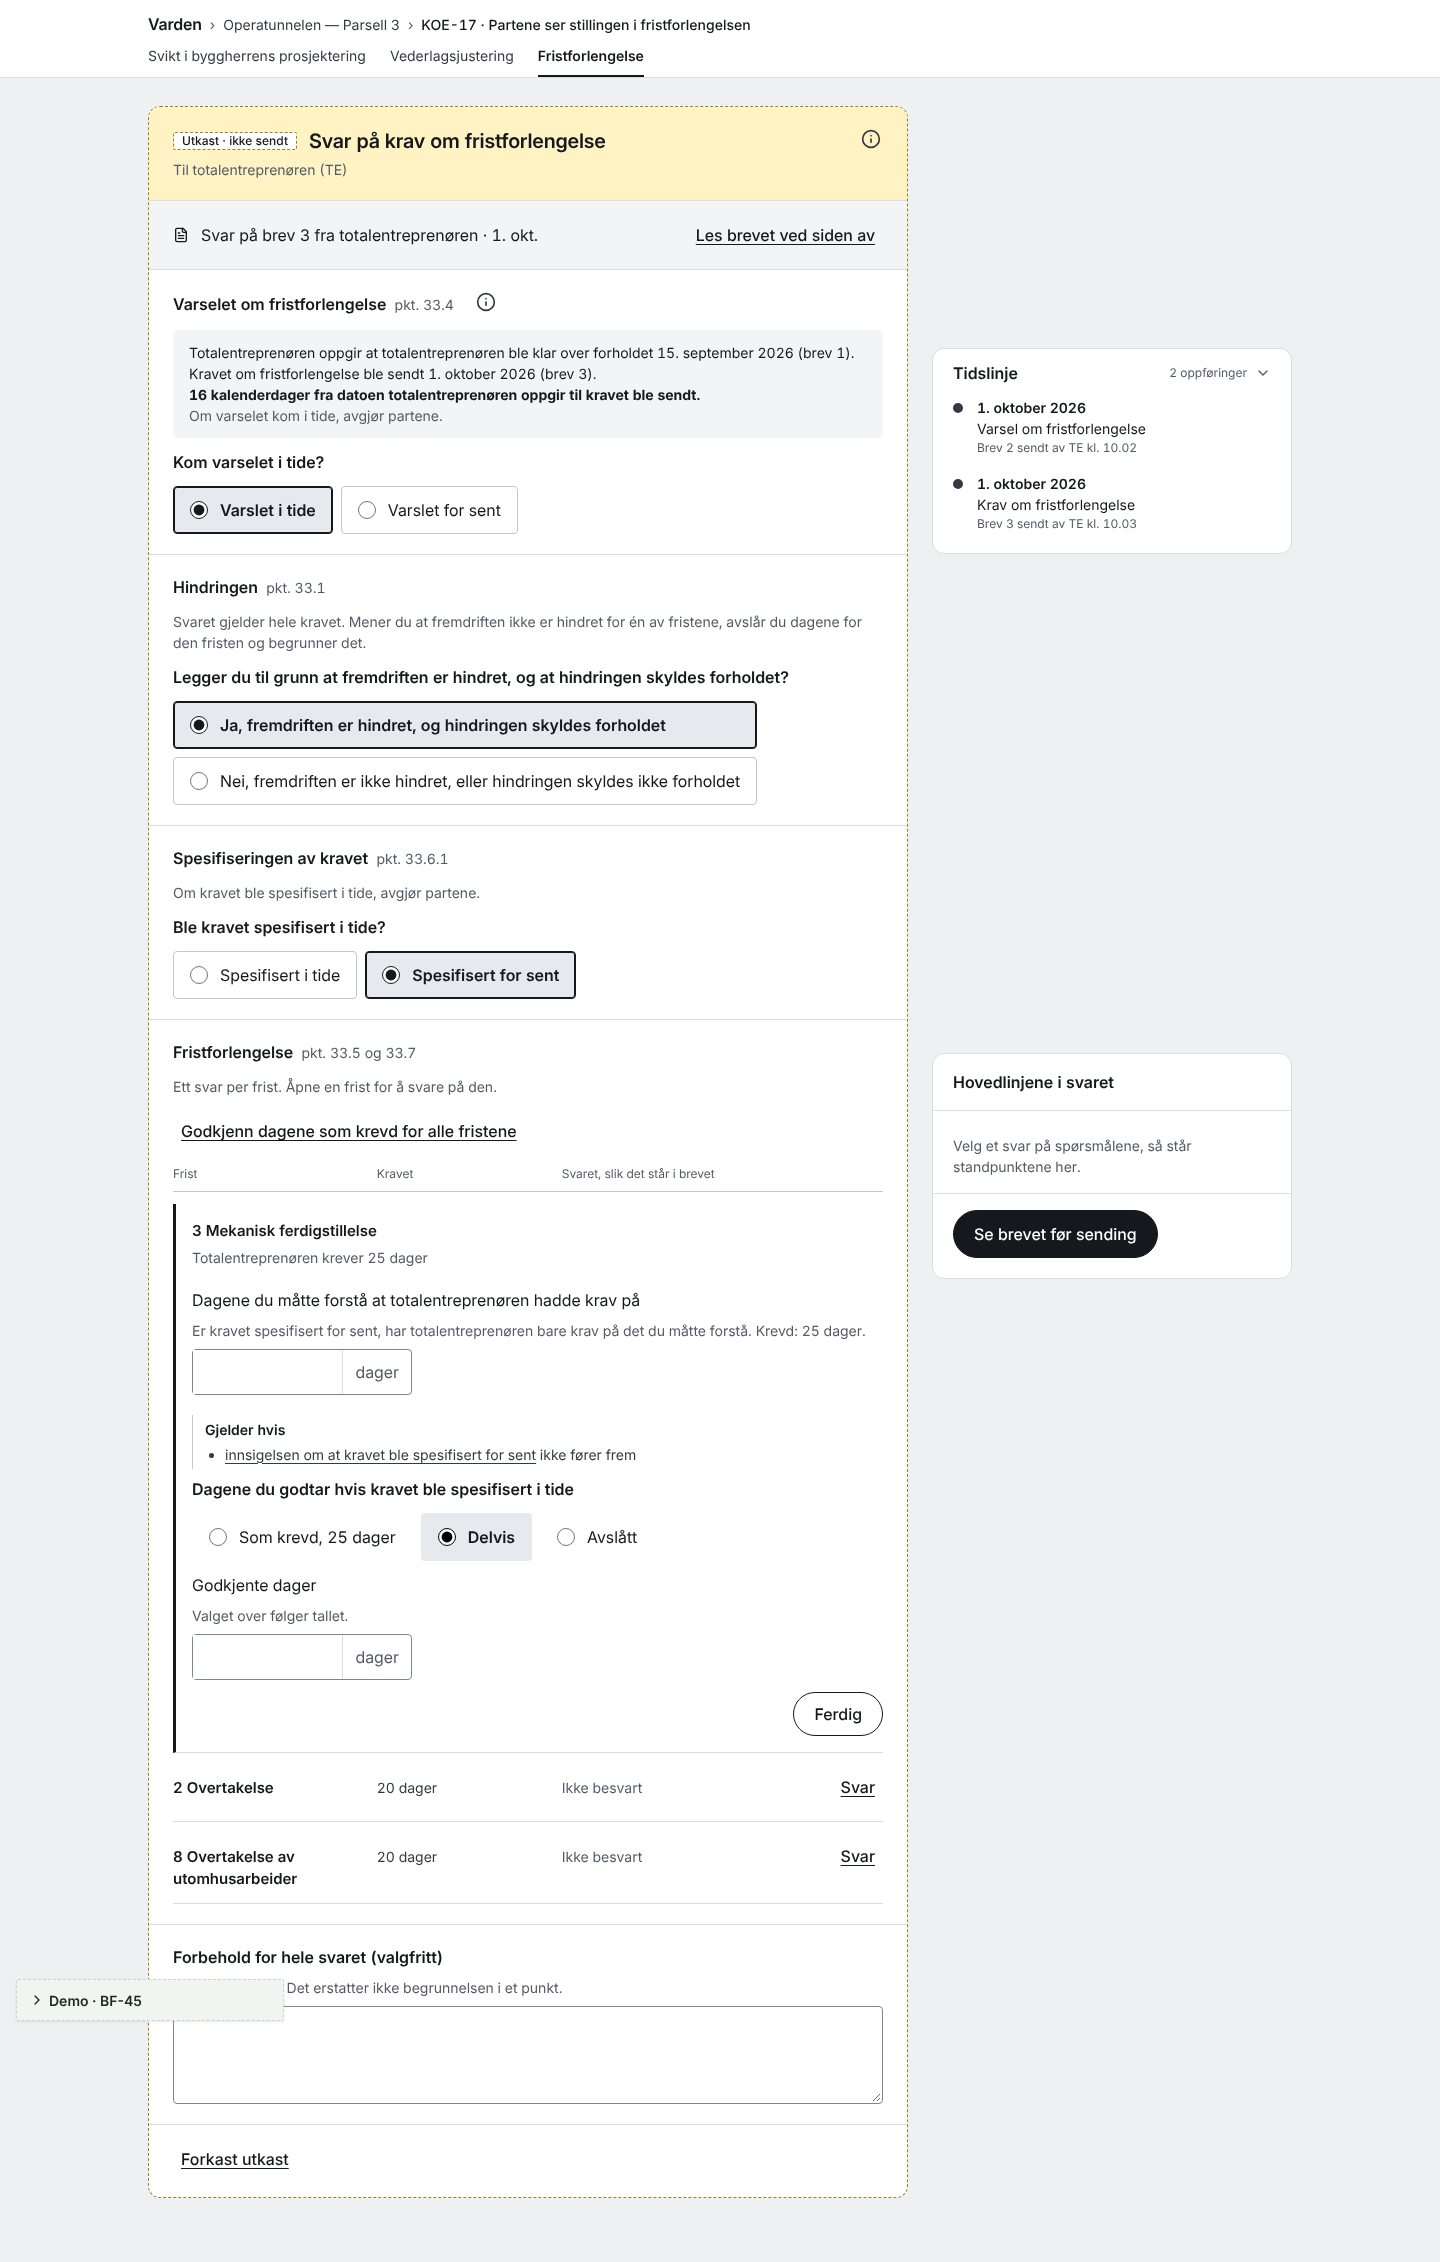 Varden › Operatunnelen — Parsell 3 › KOE-17 · Partene ser stillingen i fristforlengelsen
Svikt i byggherrens prosjektering Vederlagsjustering Fristforlengelse
Utkast · ikke sendt Svar på krav om fristforlengelse
Til totalentreprenøren (TE)
Svar på brev 3 fra totalentreprenøren · 1. okt. Les brevet ved siden av
Varselet om fristforlengelse pkt. 33.4
Totalentreprenøren oppgir at totalentreprenøren ble klar over forholdet 15. september 2026 (brev 1).
Kravet om fristforlengelse ble sendt 1. oktober 2026 (brev 3).
16 kalenderdager fra datoen totalentreprenøren oppgir til kravet ble sendt.
Om varselet kom i tide, avgjør partene.
Kom varselet i tide?
Varslet i tide Varslet for sent
Tidslinje 2 oppføringer
1. oktober 2026
Varsel om fristforlengelse
Brev 2 sendt av TE kl. 10.02
1. oktober 2026
Krav om fristforlengelse
Brev 3 sendt av TE kl. 10.03
Hindringen pkt. 33.1
Svaret gjelder hele kravet. Mener du at fremdriften ikke er hindret for én av fristene, avslår du dagene for
den fristen og begrunner det.
Legger du til grunn at fremdriften er hindret, og at hindringen skyldes forholdet?
Ja, fremdriften er hindret, og hindringen skyldes forholdet
Nei, fremdriften er ikke hindret, eller hindringen skyldes ikke forholdet
Spesifiseringen av kravet pkt. 33.6.1
Om kravet ble spesifisert i tide, avgjør partene.
Ble kravet spesifisert i tide?
Spesifisert i tide Spesifisert for sent
Fristforlengelse pkt. 33.5 og 33.7
Ett svar per frist. Åpne en frist for å svare på den.
Godkjenn dagene som krevd for alle fristene
Frist Kravet Svaret, slik det står i brevet
Hovedlinjene i svaret
Velg et svar på spørsmålene, så står
standpunktene her.
Se brevet før sending
3 Mekanisk ferdigstillelse
Totalentreprenøren krever 25 dager
Dagene du måtte forstå at totalentreprenøren hadde krav på
Er kravet spesifisert for sent, har totalentreprenøren bare krav på det du måtte forstå. Krevd: 25 dager.
dager
Gjelder hvis
• innsigelsen om at kravet ble spesifisert for sent ikke fører frem
Dagene du godtar hvis kravet ble spesifisert i tide
Som krevd, 25 dager Delvis Avslått
Godkjente dager
Valget over følger tallet.
dager
Ferdig
2 Overtakelse 20 dager Ikke besvart Svar
8 Overtakelse av utomhusarbeider 20 dager Ikke besvart Svar
Forbehold for hele svaret (valgfritt)
Det erstatter ikke begrunnelsen i et punkt.
Demo · BF-45
Forkast utkast